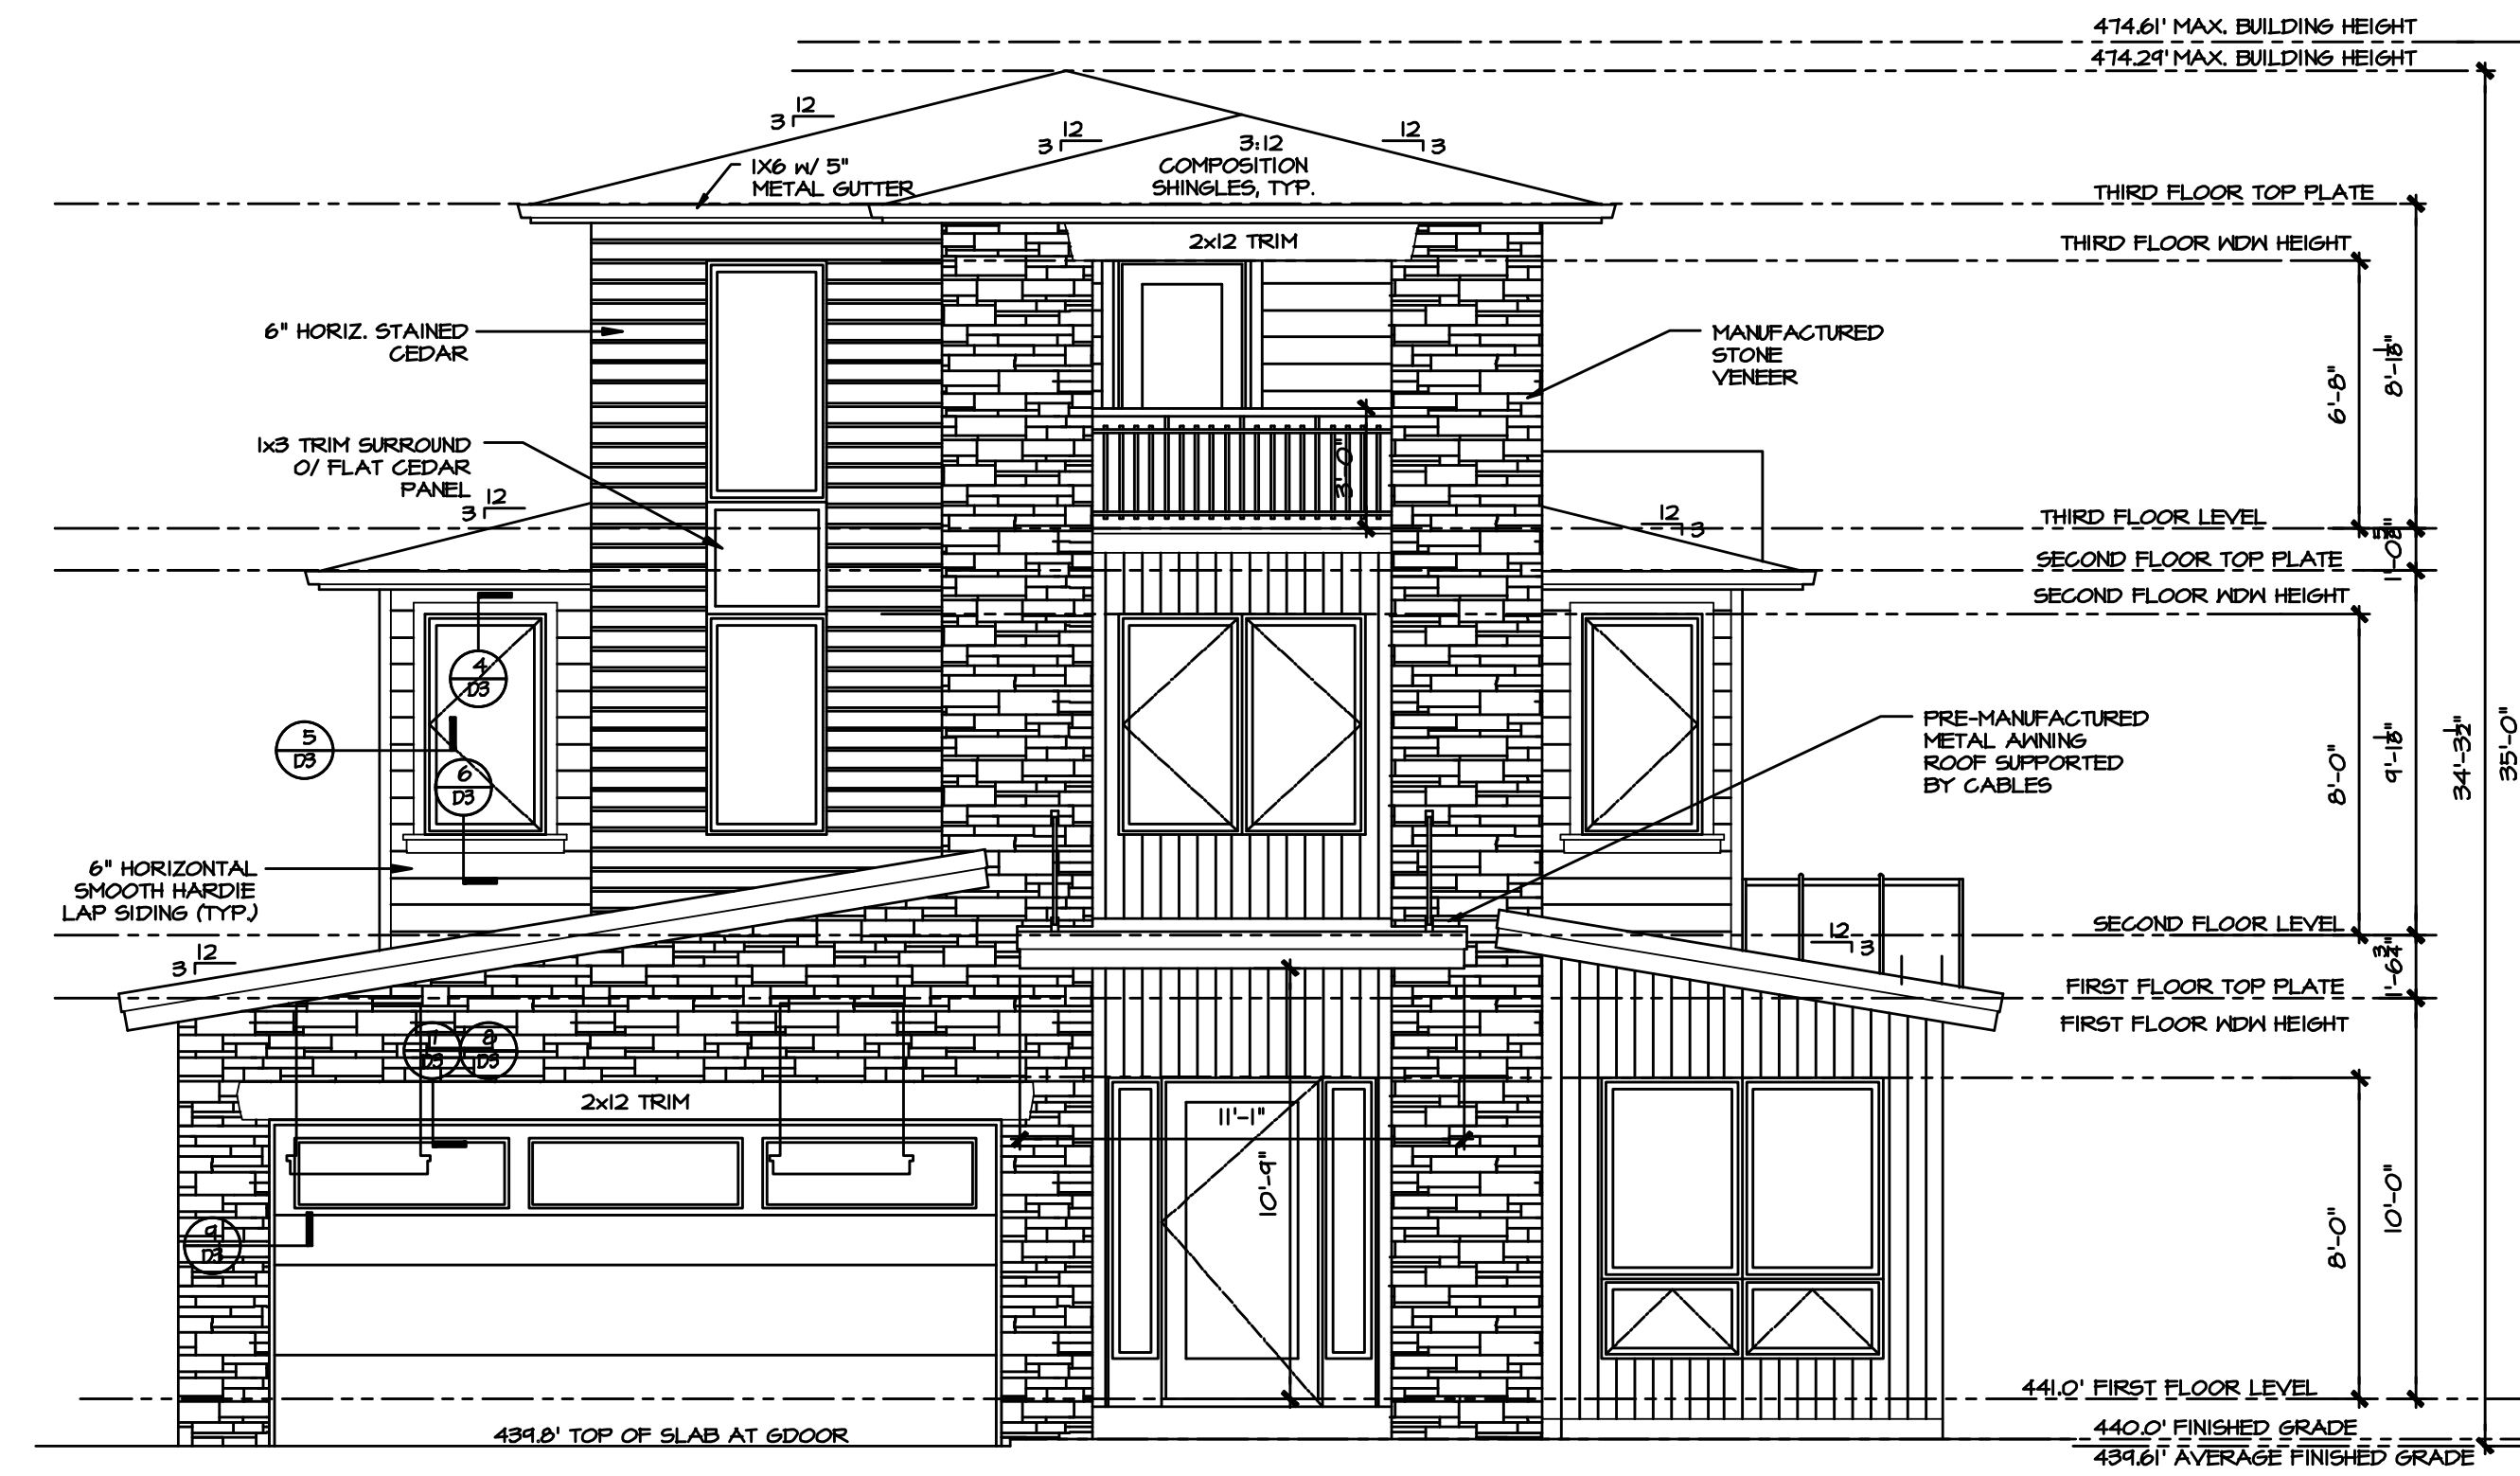 474.61' MAX. BUILDING HEIGHT
474.29' MAX. BUILDING HEIGHT
12
3
12
3
12
3
3:12
COMPOSITION
SHINGLES, TYP.
1X6 w/ 5"
METAL GUTTER
THIRD FLOOR TOP PLATE
2x12 TRIM
THIRD FLOOR WDW HEIGHT
6" HORIZ. STAINED
CEDAR
MANUFACTURED
STONE
VENEER
6'-8"
1x3 TRIM SURROUND
O/ FLAT CEDAR
PANEL
12
3
3'-0"
12
3
THIRD FLOOR LEVEL
SECOND FLOOR TOP PLATE
SECOND FLOOR WDW HEIGHT
4
D3
5
D3
6
D3
PRE-MANUFACTURED
METAL AWNING
ROOF SUPPORTED
BY CABLES
8'-0"
35'-0"
6" HORIZONTAL
SMOOTH HARDIE
LAP SIDING (TYP.)
SECOND FLOOR LEVEL
12
3
12
3
FIRST FLOOR TOP PLATE
FIRST FLOOR WDW HEIGHT
D3
8
D3
2x12 TRIM
11'-1"
10'-9"
8'-0"
10'-0"
9
D3
441.0' FIRST FLOOR LEVEL
439.8' TOP OF SLAB AT GDOOR
440.0' FINISHED GRADE
439.61' AVERAGE FINISHED GRADE